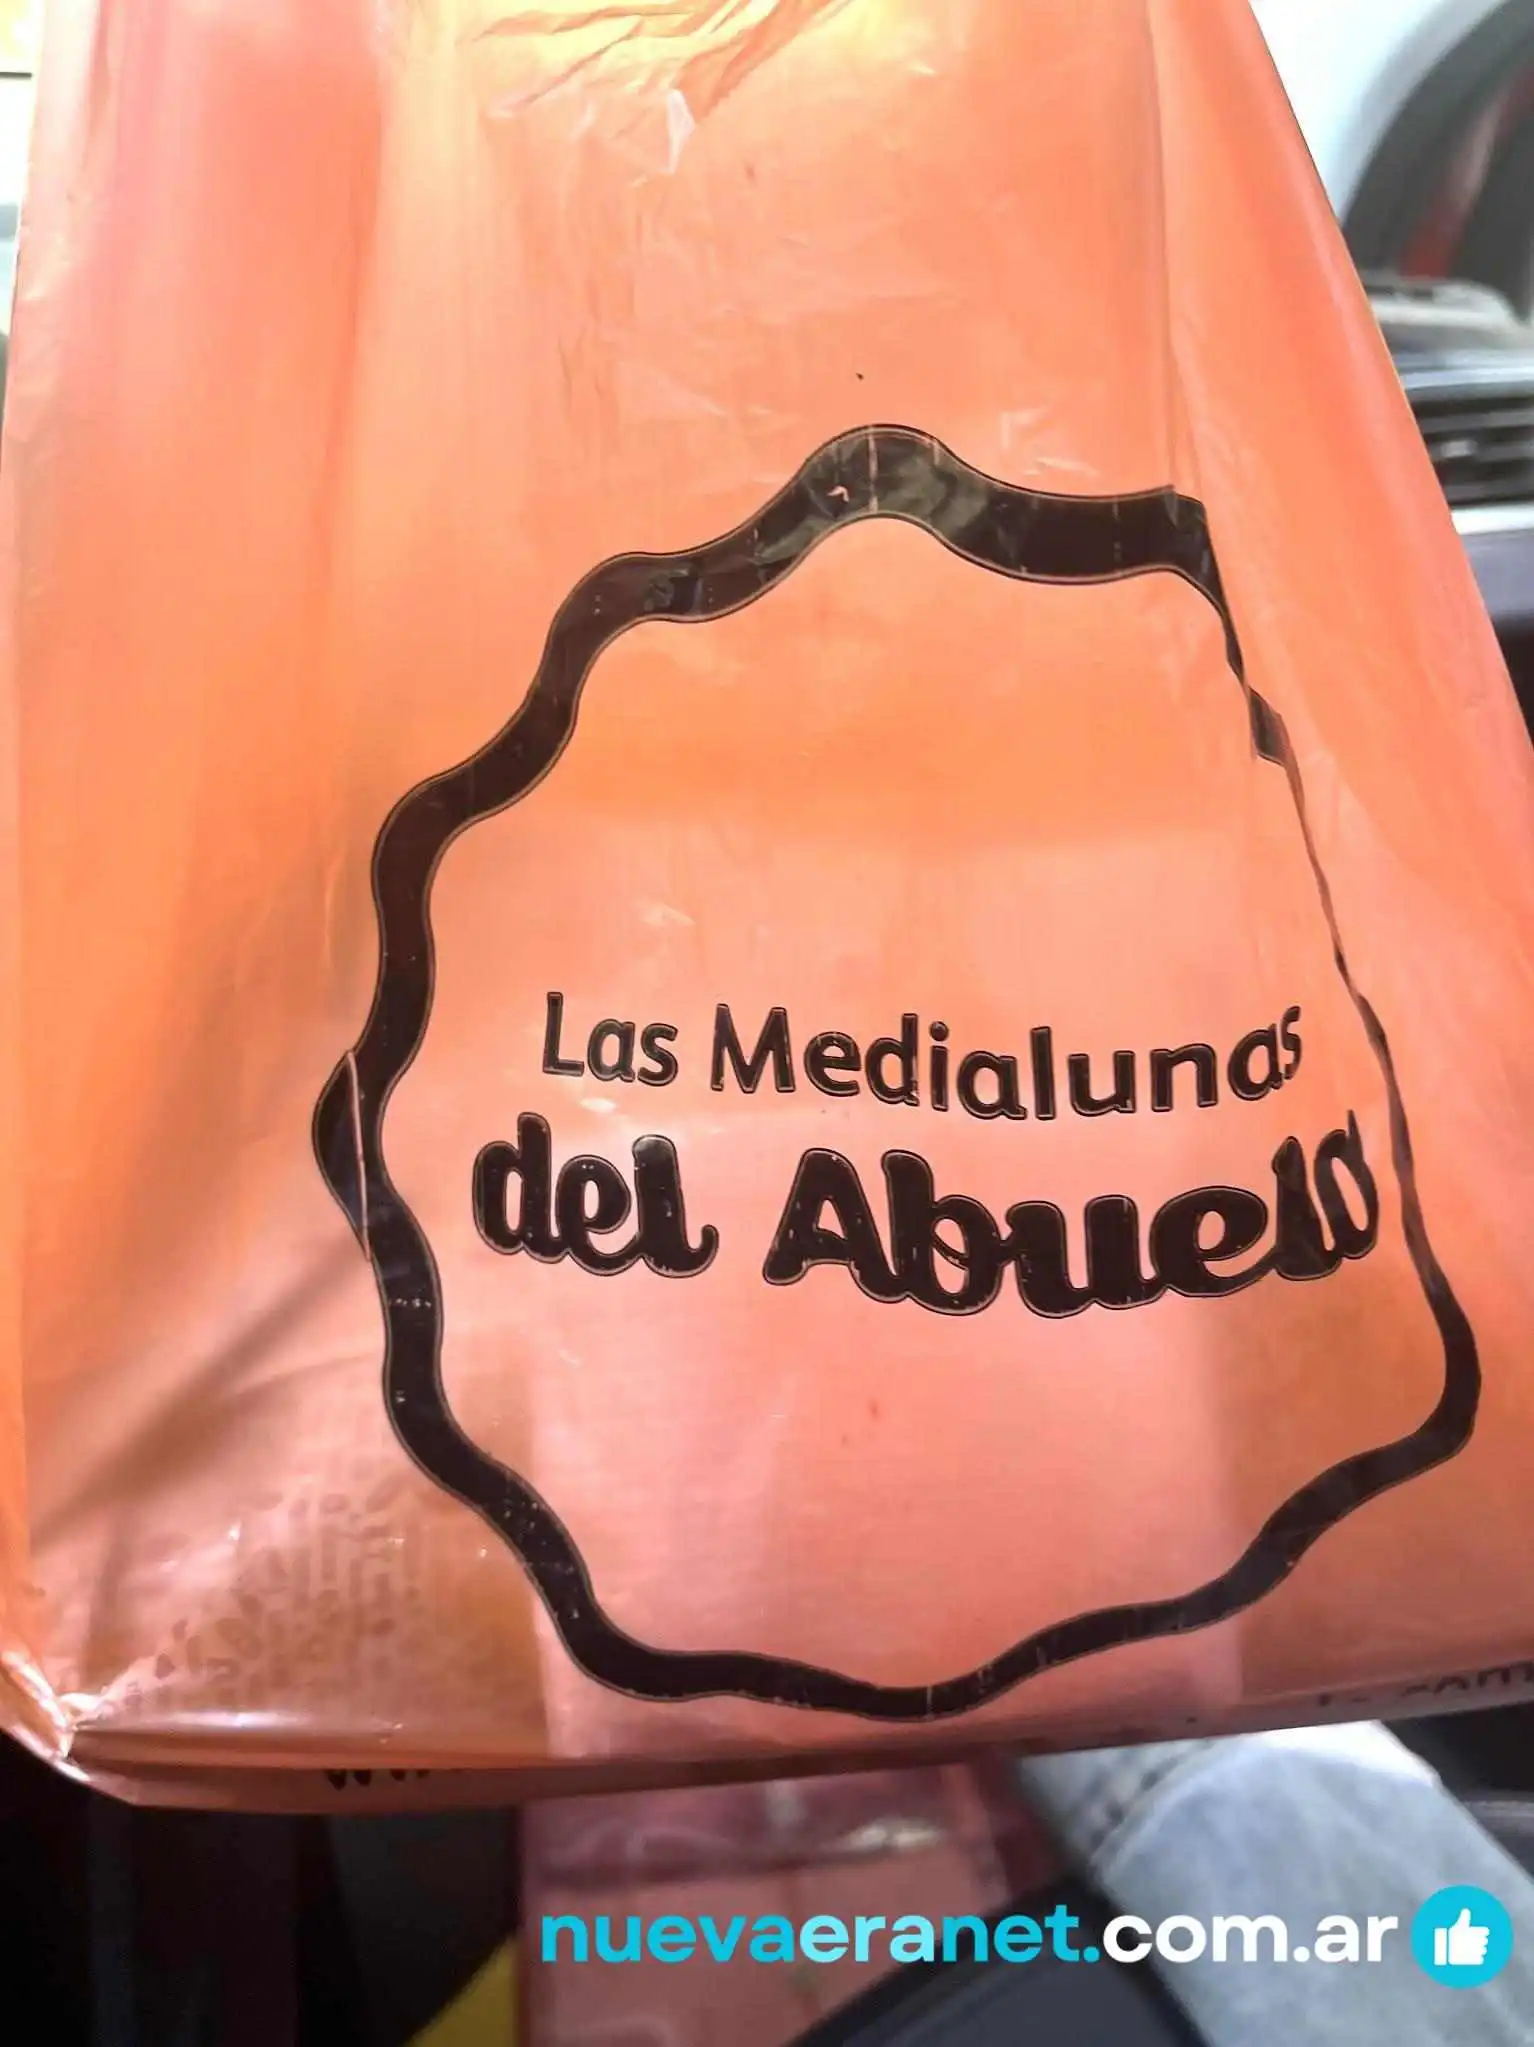 Las Medialunas
del Abuelo
nuevaeranet.com.ar